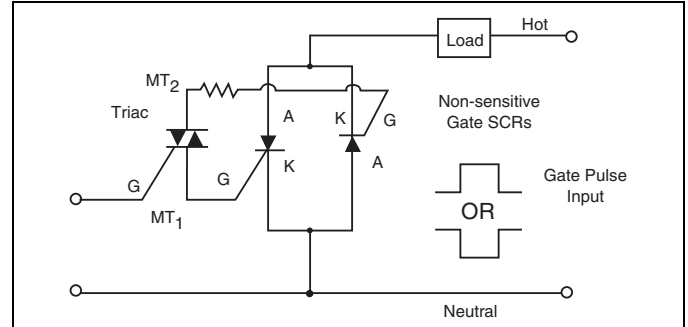 Load
Hot
MT2
Triac
A
K
G
Non-sensitive
Gate SCRs
G
G
K
A
MT1
Gate Pulse
Input
OR
Neutral